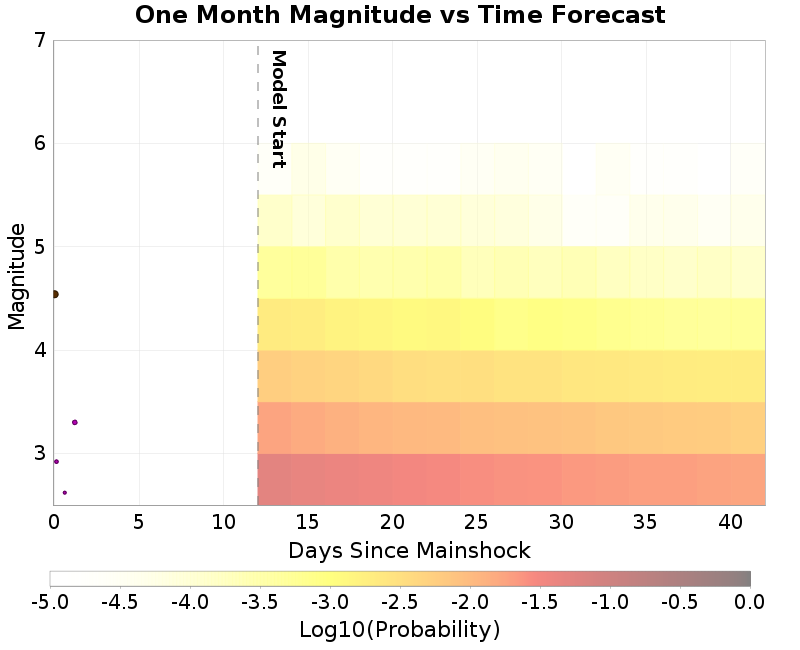 One Month Magnitude vs Time Forecast
7
6
5
4
3
Magnitude
Model Start
0 5 10 15 20 25 30 35 40
Days Since Mainshock
-5.0 -4.5 -4.0 -3.5 -3.0 -2.5 -2.0 -1.5 -1.0 -0.5 0.0
Log10(Probability)